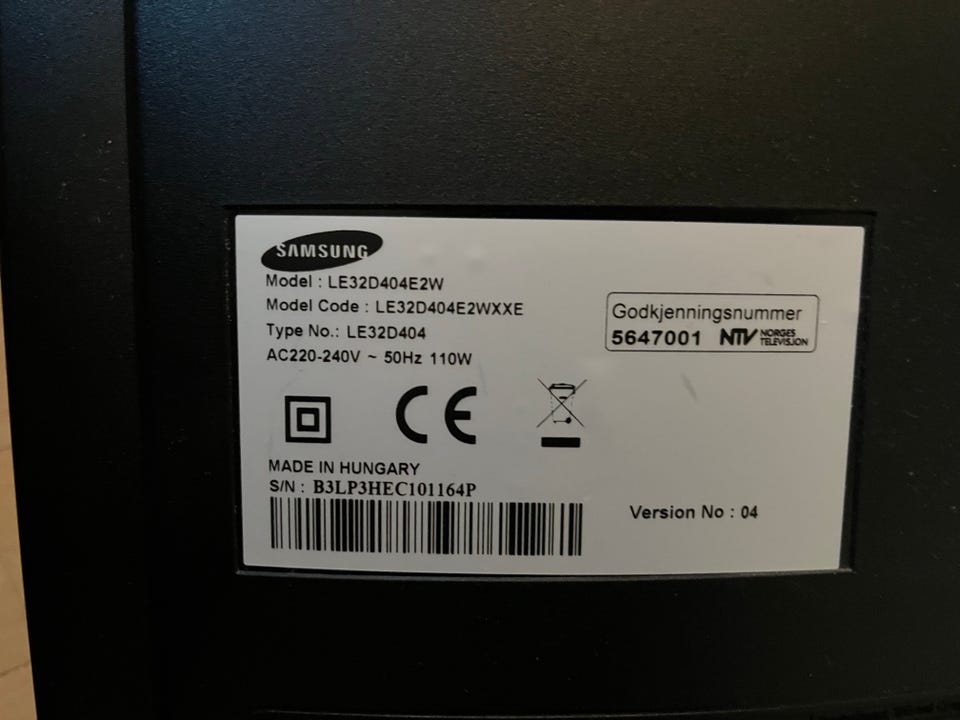 SAMSUNG
Model : LE32D404E2W
Model Code : LE32D404E2WXXE
Type No.: LE32D404
AC220-240V ~ 50Hz 110W
Godkjenningsnummer
5647001 NTV NORGES TELEVISJON
CE
MADE IN HUNGARY
S/N : B3LP3HEC101164P
Version No : 04